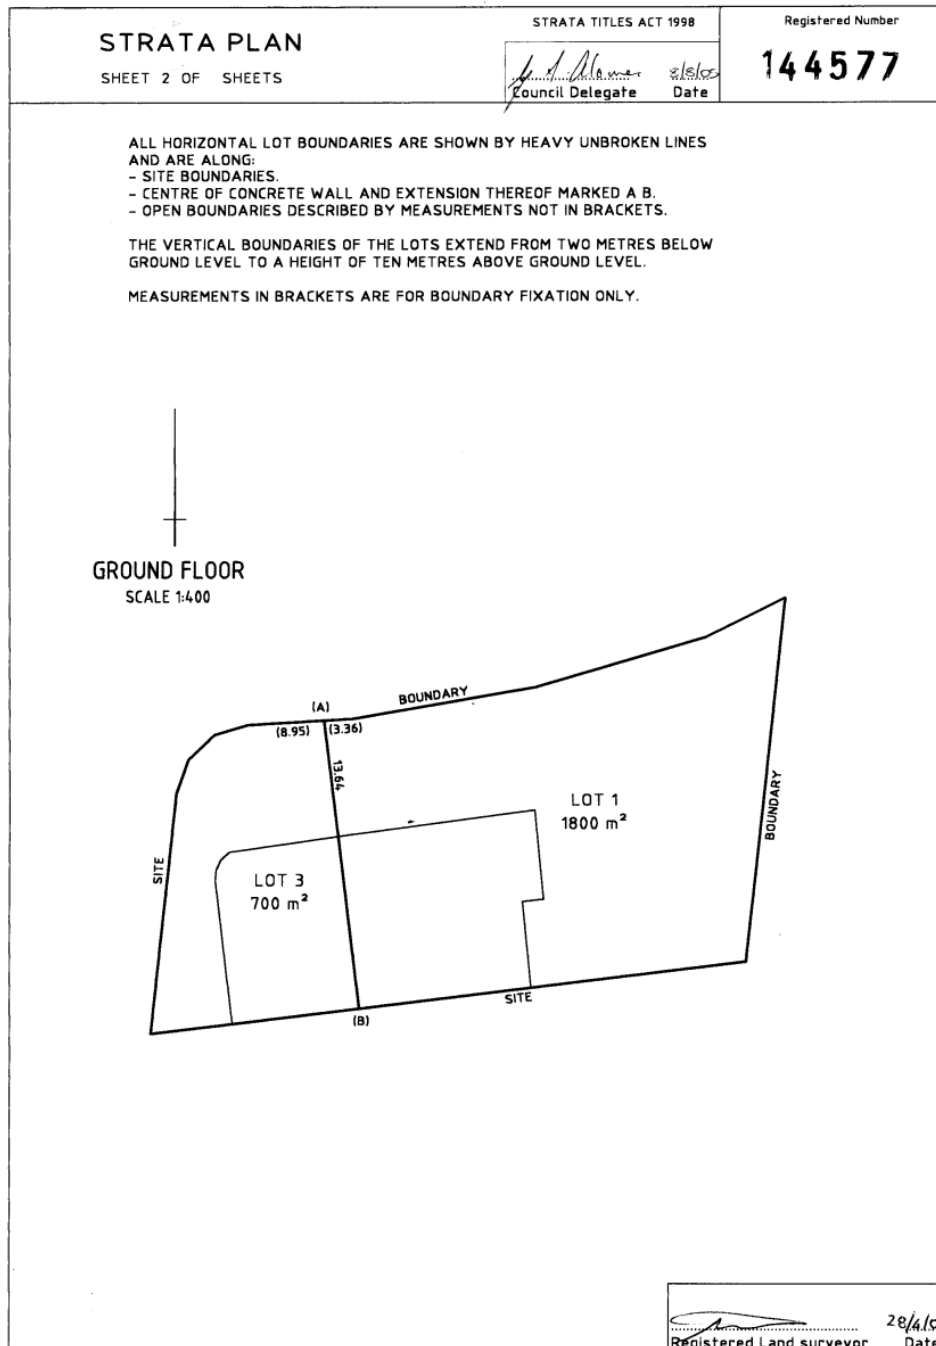 STRATA PLAN
SHEET 2 OF SHEETS
STRATA TITLES ACT 1998
Council Delegate Date
Registered Number
144577
ALL HORIZONTAL LOT BOUNDARIES ARE SHOWN BY HEAVY UNBROKEN LINES
AND ARE ALONG:
- SITE BOUNDARIES.
- CENTRE OF CONCRETE WALL AND EXTENSION THEREOF MARKED A B.
- OPEN BOUNDARIES DESCRIBED BY MEASUREMENTS NOT IN BRACKETS.
THE VERTICAL BOUNDARIES OF THE LOTS EXTEND FROM TWO METRES BELOW
GROUND LEVEL TO A HEIGHT OF TEN METRES ABOVE GROUND LEVEL.
MEASUREMENTS IN BRACKETS ARE FOR BOUNDARY FIXATION ONLY.
GROUND FLOOR
SCALE 1:400
(A)
BOUNDARY
(8.95)
(3.36)
13.64
LOT 1
1800 m²
BOUNDARY
SITE
LOT 3
700 m²
SITE
(B)
28/4/0
Registered Land surveyor Date